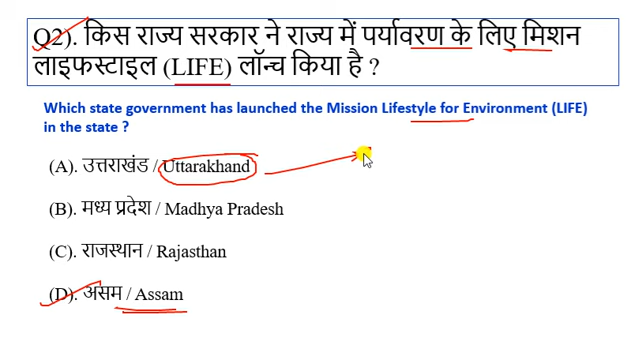 Q2). किस राज्य सरकार ने राज्य में पर्यावरण के लिए मिशन
लाइफस्टाइल (LIFE) लॉन्च किया है ?
Which state government has launched the Mission Lifestyle for Environment (LIFE)
in the state ?
(A). उत्तराखंड / Uttarakhand
(B). मध्य प्रदेश / Madhya Pradesh
(C). राजस्थान / Rajasthan
(D). असम / Assam